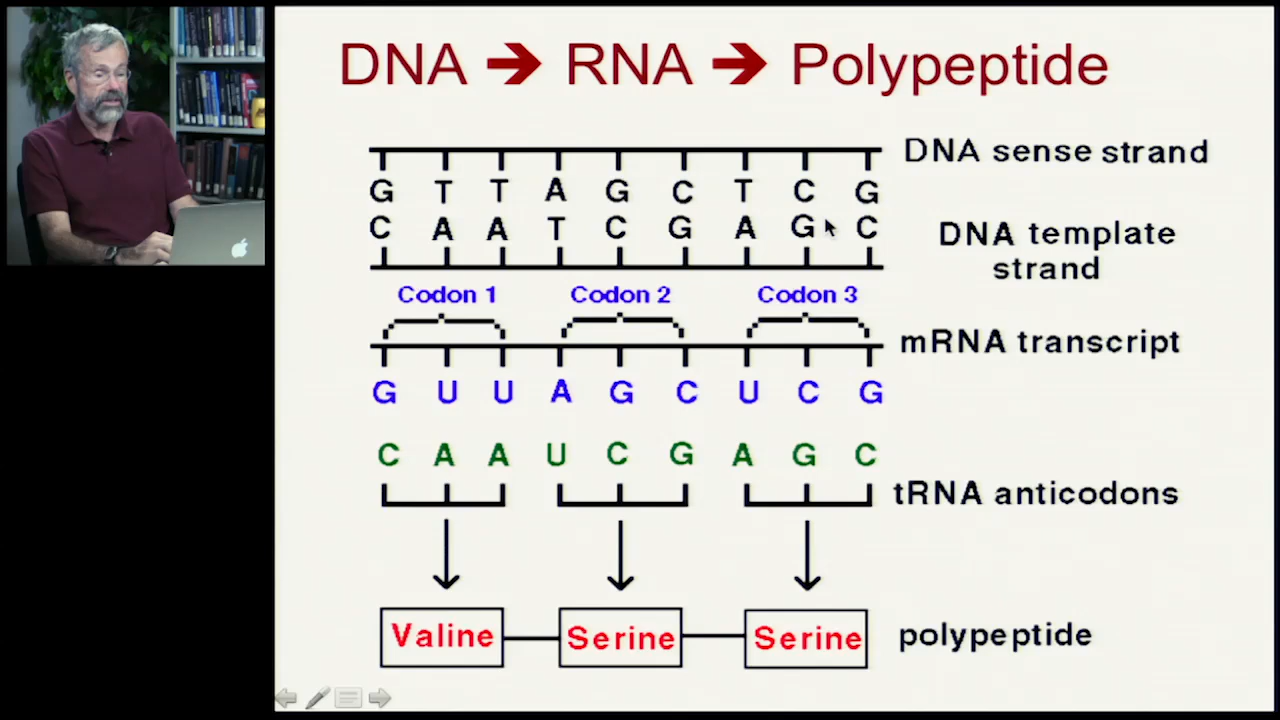 DNA ➔ RNA ➔ Polypeptide
DNA sense strand
G T T A G C T C G
C A A T C G A G C
DNA template
strand
Codon 1 Codon 2 Codon 3
mRNA transcript
G U U A G C U C G
C A A U C G A G C
tRNA anticodons
Valine Serine Serine
polypeptide